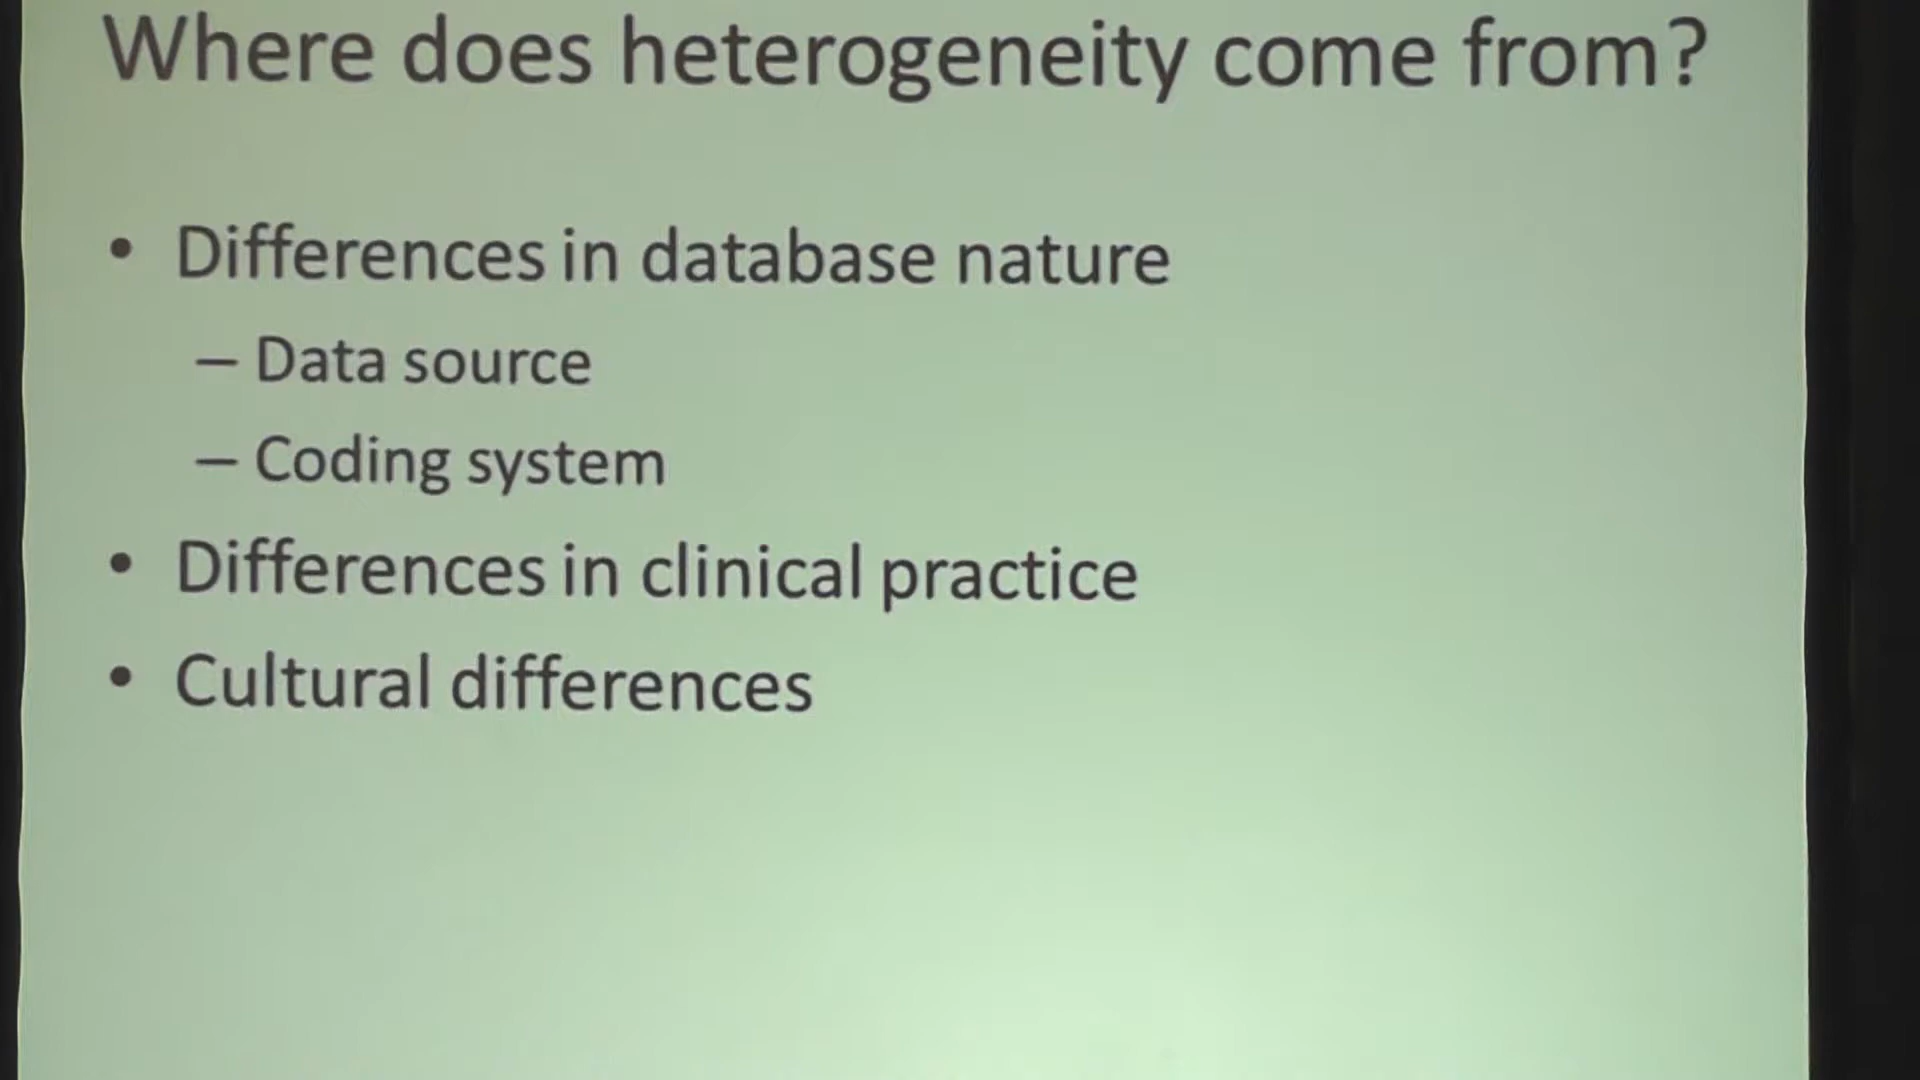 Where does heterogeneity come from?
• Differences in database nature
– Data source
– Coding system
• Differences in clinical practice
• Cultural differences